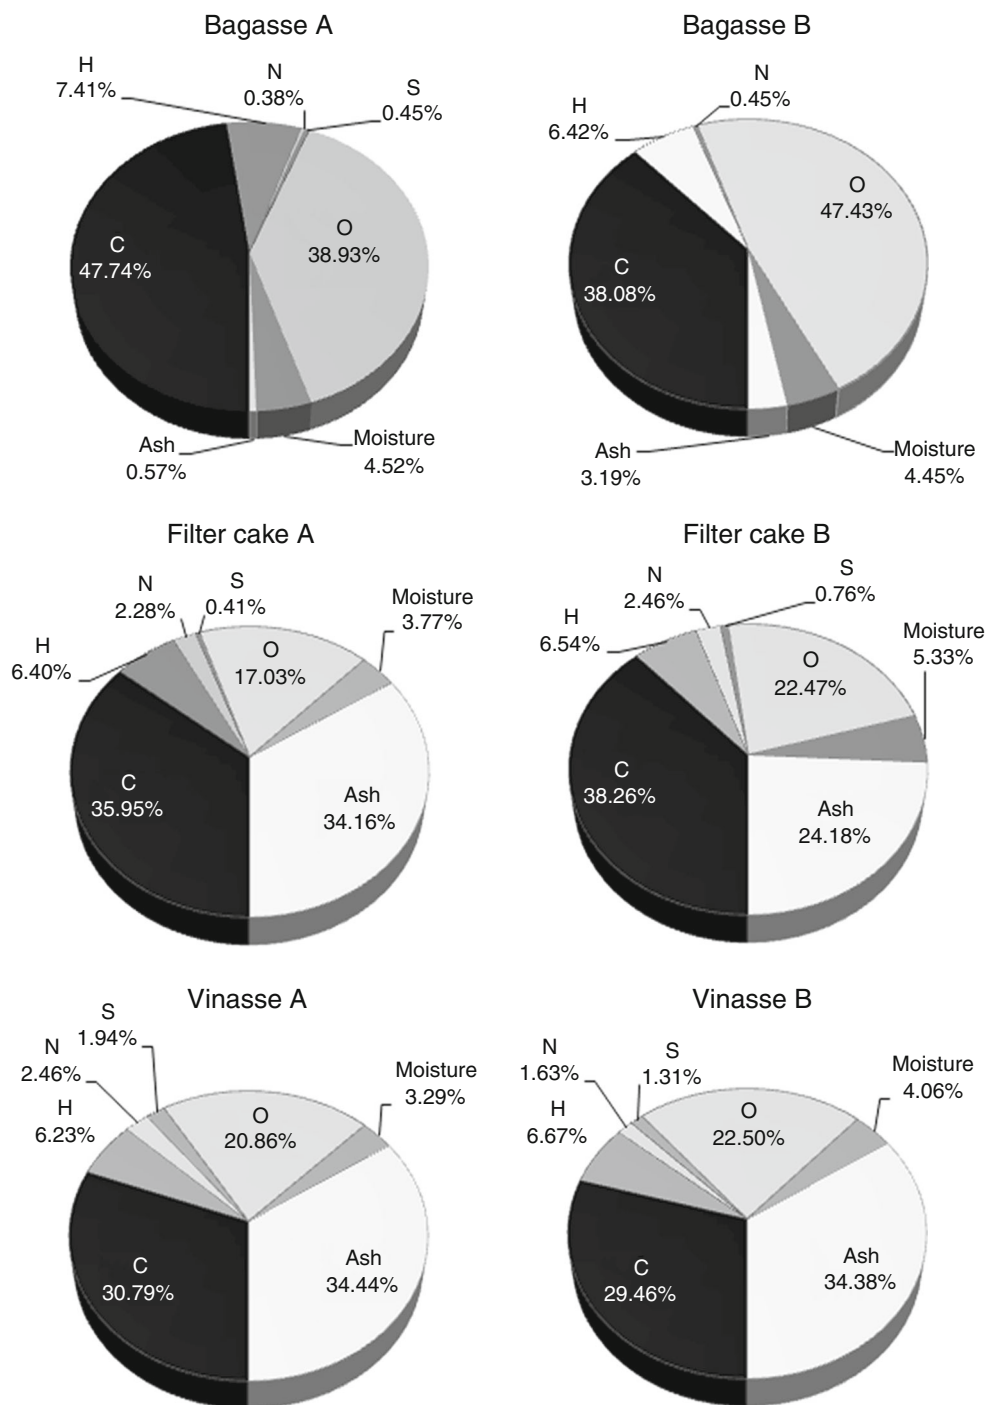 Bagasse A
H
7.41%
N
0.38%
S
0.45%
O
38.93%
C
47.74%
Ash
0.57%
Moisture
4.52%
Bagasse B
H
6.42%
N
0.45%
O
47.43%
C
38.08%
Ash
3.19%
Moisture
4.45%
Filter cake A
H
6.40%
N
2.28%
S
0.41%
O
17.03%
Moisture
3.77%
C
35.95%
Ash
34.16%
Filter cake B
H
6.54%
N
2.46%
S
0.76%
O
22.47%
Moisture
5.33%
C
38.26%
Ash
24.18%
Vinasse A
H
6.23%
N
2.46%
S
1.94%
O
20.86%
Moisture
3.29%
C
30.79%
Ash
34.44%
Vinasse B
H
6.67%
N
1.63%
S
1.31%
O
22.50%
Moisture
4.06%
C
29.46%
Ash
34.38%